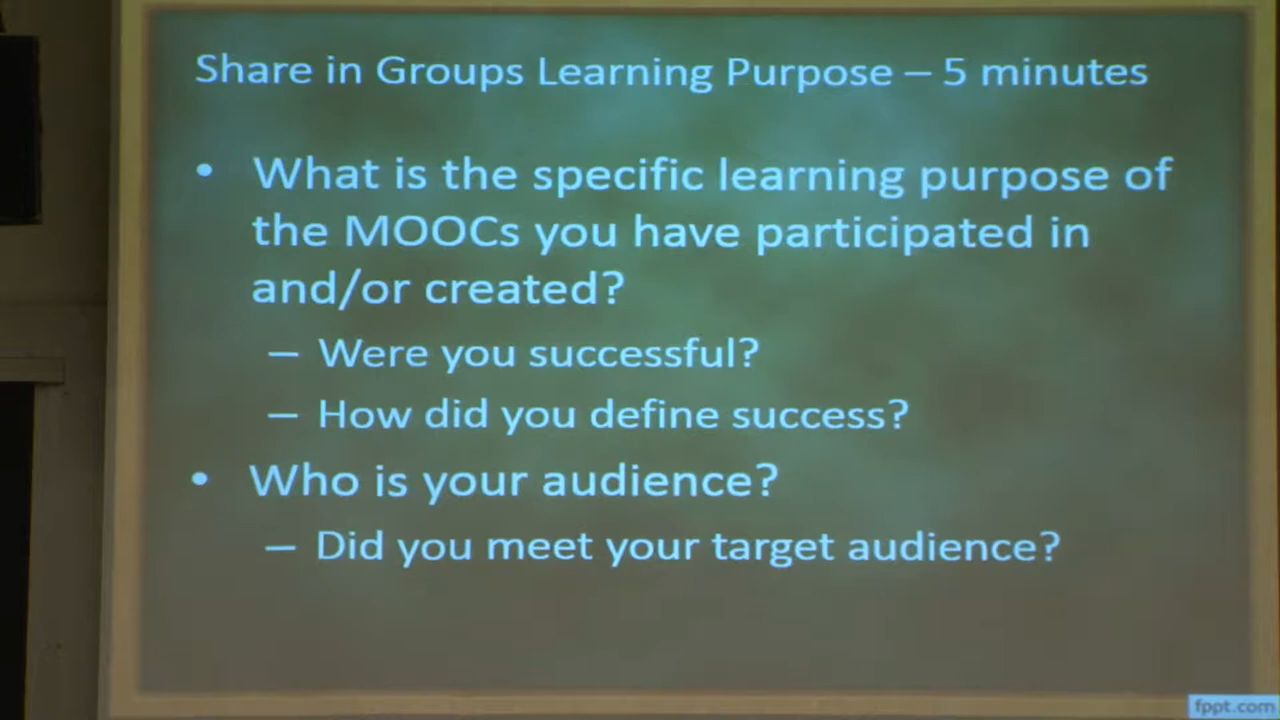 Share in Groups Learning Purpose – 5 minutes
• What is the specific learning purpose of
the MOOCs you have participated in
and/or created?
– Were you successful?
– How did you define success?
• Who is your audience?
– Did you meet your target audience?
fppt.com